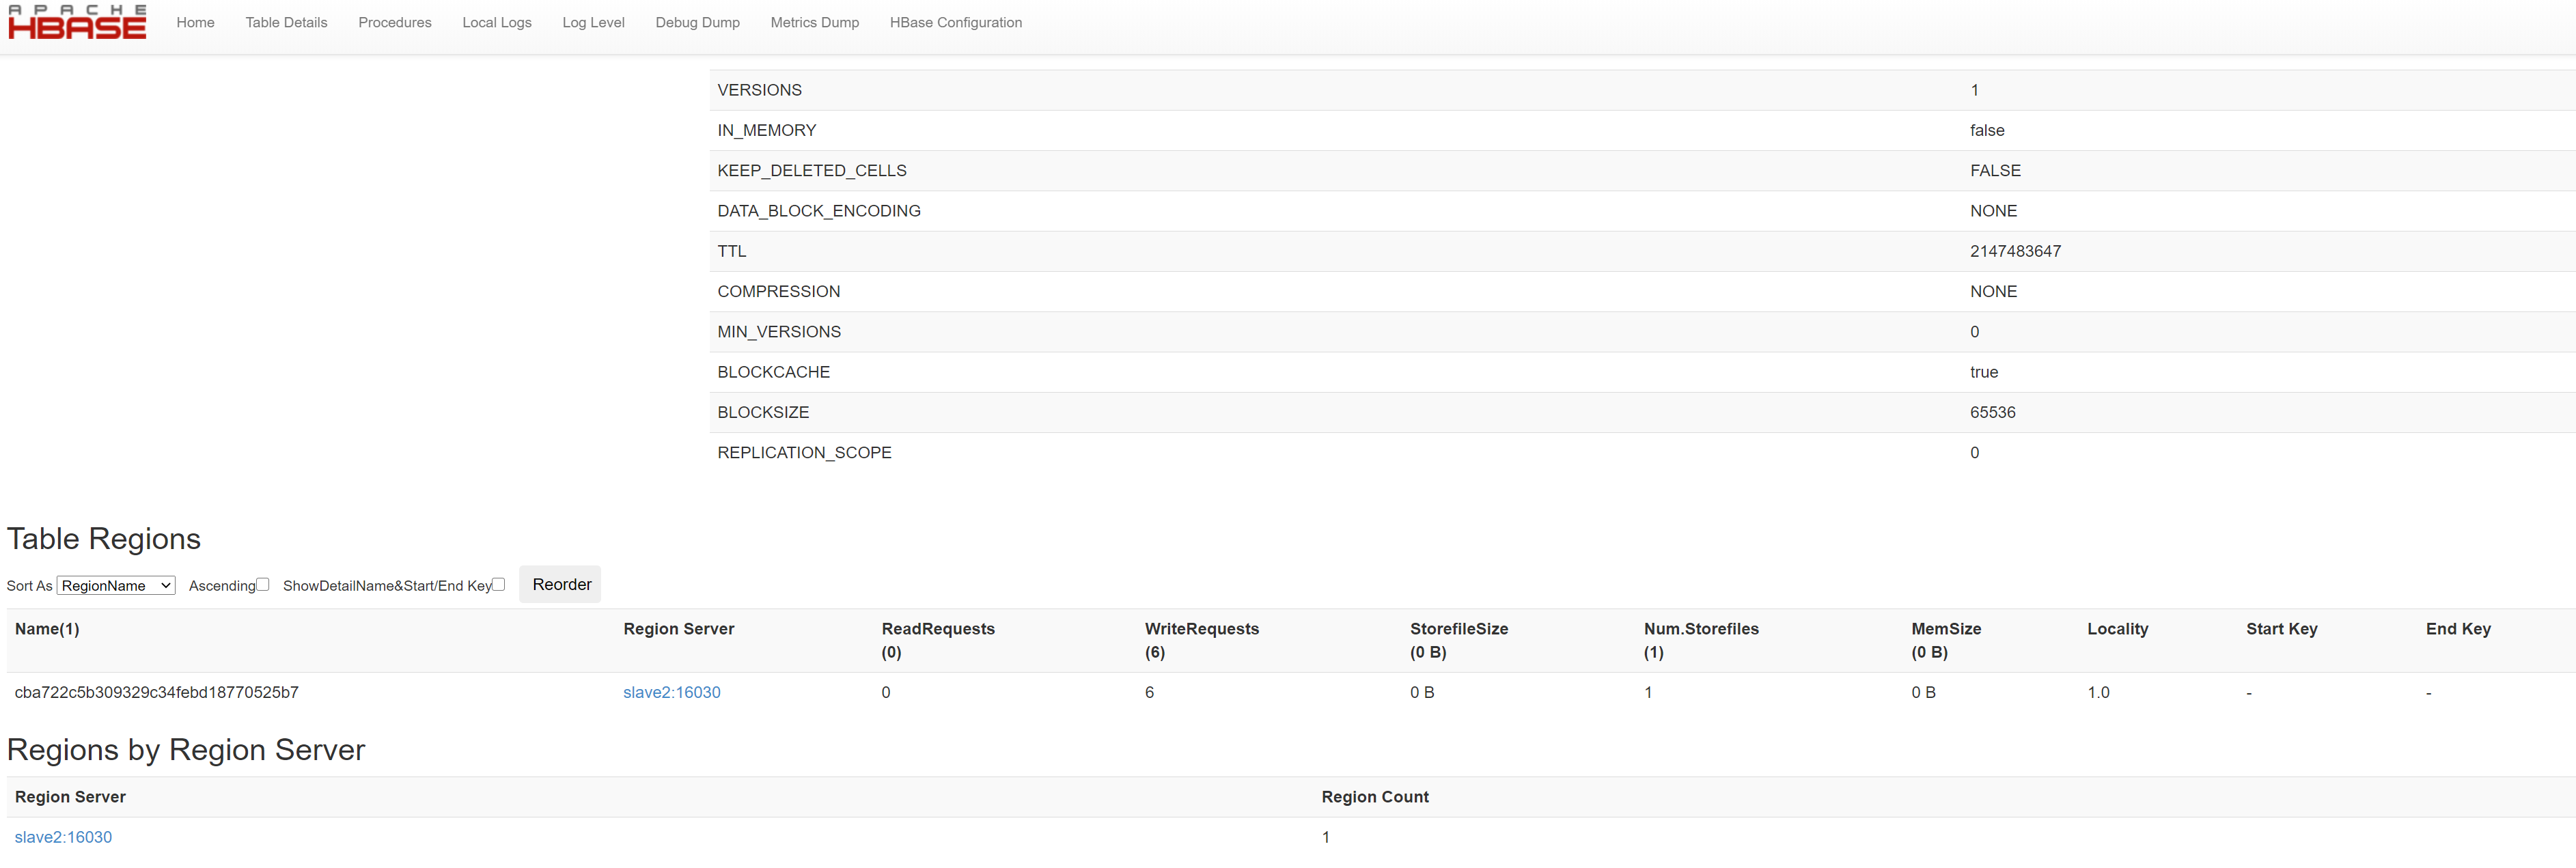 APACHE
HBASE
Home Table Details Procedures Local Logs Log Level Debug Dump Metrics Dump HBase Configuration
VERSIONS 1
IN_MEMORY false
KEEP_DELETED_CELLS FALSE
DATA_BLOCK_ENCODING NONE
TTL 2147483647
COMPRESSION NONE
MIN_VERSIONS 0
BLOCKCACHE true
BLOCKSIZE 65536
REPLICATION_SCOPE 0
Table Regions
Sort As RegionName Ascending ShowDetailName&Start/End Key Reorder
Name(1) Region Server ReadRequests WriteRequests StorefileSize Num.Storefiles MemSize Locality Start Key End Key
(0) (6) (0 B) (1) (0 B)
cba722c5b309329c34febd18770525b7 slave2:16030 0 6 0 B 1 0 B 1.0 - -
Regions by Region Server
Region Server Region Count
slave2:16030 1